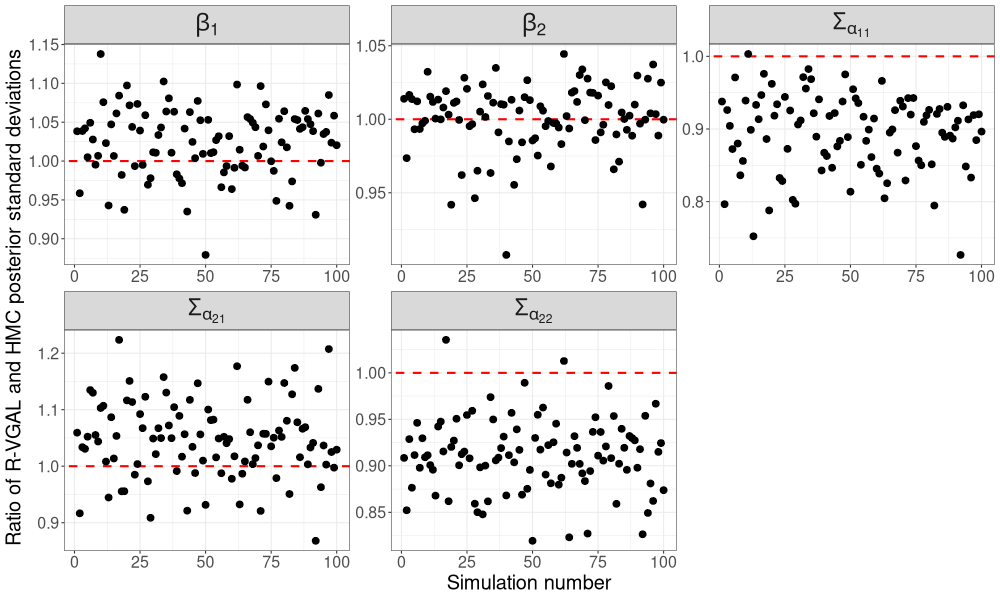 Ratio of R-VGAL and HMC posterior standard deviations
β1
1.15
1.10
1.05
1.00
0.95
0.90
0 25 50 75 100
β2
1.05
1.00
0.95
0 25 50 75 100
Σα11
1.0
0.9
0.8
0 25 50 75 100
Σα21
1.2
1.1
1.0
0.9
0 25 50 75 100
Σα22
1.00
0.95
0.90
0.85
0 25 50 75 100
Simulation number